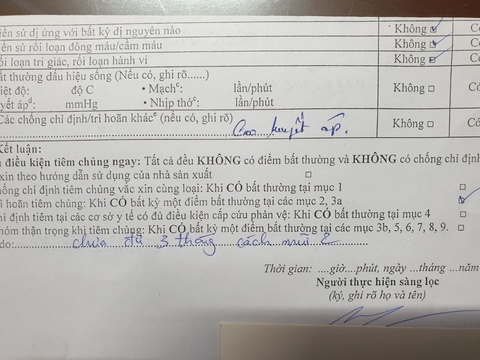 iền sử dị ứng với bất kỳ dị nguyên nào Không
iền sử rối loạn đông máu/cầm máu Không
ối loạn tri giác, rối loạn hành vi Không
ất thường dấu hiệu sống (Nếu có, ghi rõ......)
iệt độ: độ C • Mạch: lần/phút Không
uyết áp: mmHg • Nhịp thở: lần/phút
Các chống chỉ định/trì hoãn khác (nếu có, ghi rõ) Không
Cao huyết áp.
Kết luận:
điều kiện tiêm chủng ngay: Tất cả đều KHÔNG có điểm bất thường và KHÔNG có chống chỉ định
xin theo hướng dẫn sử dụng của nhà sản xuất
ống chỉ định tiêm chủng vắc xin cùng loại: Khi CÓ bất thường tại mục 1
ì hoãn tiêm chủng: Khi CÓ bất kỳ một điểm bất thường tại các mục 2, 3a
ỉ định tiêm tại các cơ sở y tế có đủ điều kiện cấp cứu phản vệ: Khi CÓ bất thường tại mục 4
hóm thận trọng khi tiêm chủng: Khi CÓ bất kỳ một điểm bất thường tại các mục 3b, 5, 6, 7, 8, 9.
do: chưa đủ 3 tháng cách mũi 2
Thời gian: ....giờ....phút, ngày ...tháng ...năm
Người thực hiện sàng lọc
(ký, ghi rõ họ và tên)